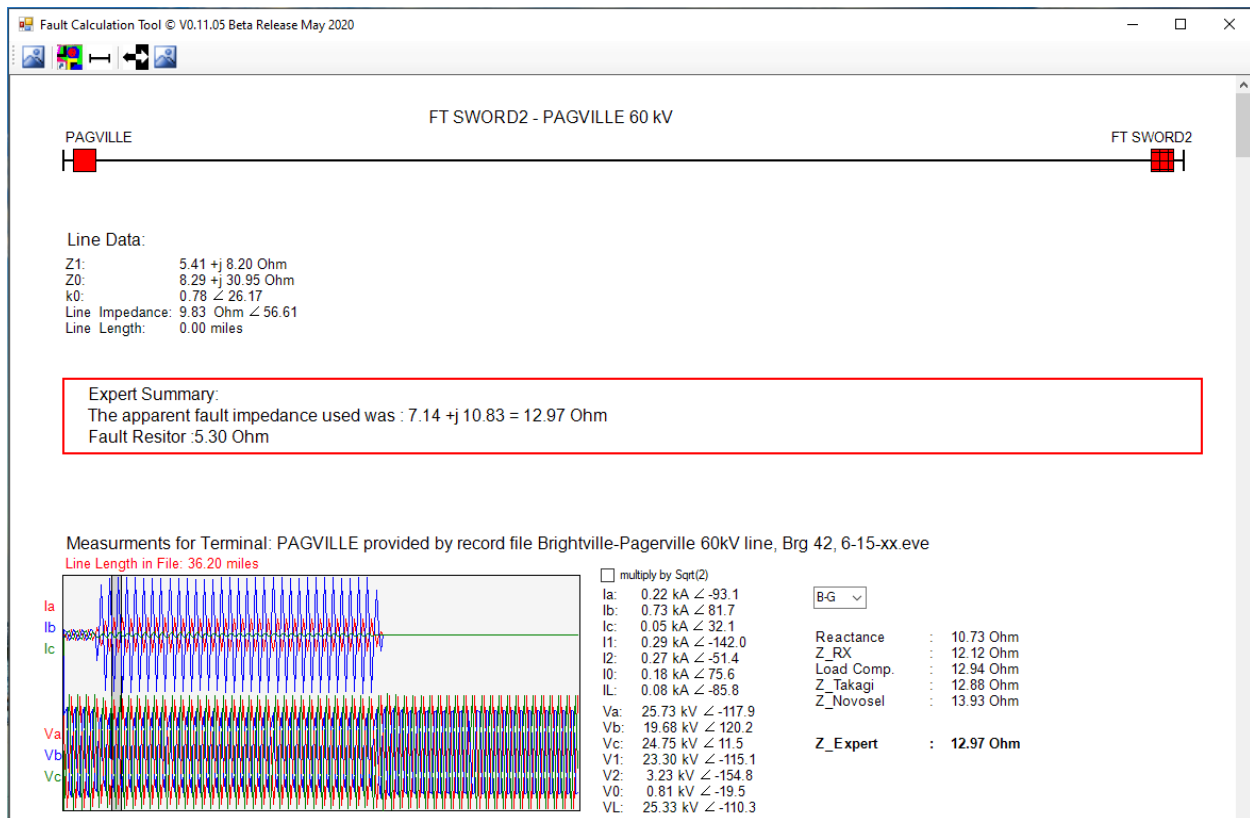 Fault Calculation Tool © V0.11.05 Beta Release May 2020
FT SWORD2 - PAGVILLE 60 kV
PAGVILLE
FT SWORD2
Line Data:
Z1: 5.41 +j 8.20 Ohm
Z0: 8.29 +j 30.95 Ohm
k0: 0.78 ∠ 26.17
Line Impedance: 9.83 Ohm ∠ 56.61
Line Length: 0.00 miles
Expert Summary:
The apparent fault impedance used was : 7.14 +j 10.83 = 12.97 Ohm
Fault Resitor :5.30 Ohm
Measurments for Terminal: PAGVILLE provided by record file Brightville-Pagerville 60kV line, Brg 42, 6-15-xx.eve
Line Length in File: 36.20 miles
Ia
Ib
Ic
Va
Vb
Vc
multiply by Sqrt(2)
Ia: 0.22 kA ∠ -93.1
Ib: 0.73 kA ∠ 81.7
Ic: 0.05 kA ∠ 32.1
I1: 0.29 kA ∠ -142.0
I2: 0.27 kA ∠ -51.4
I0: 0.18 kA ∠ 75.6
IL: 0.08 kA ∠ -85.8
Va: 25.73 kV ∠ -117.9
Vb: 19.68 kV ∠ 120.2
Vc: 24.75 kV ∠ 11.5
V1: 23.30 kV ∠ -115.1
V2: 3.23 kV ∠ -154.8
V0: 0.81 kV ∠ -19.5
VL: 25.33 kV ∠ -110.3
B-G
Reactance : 10.73 Ohm
Z_RX : 12.12 Ohm
Load Comp. : 12.94 Ohm
Z_Takagi : 12.88 Ohm
Z_Novosel : 13.93 Ohm
Z_Expert : 12.97 Ohm